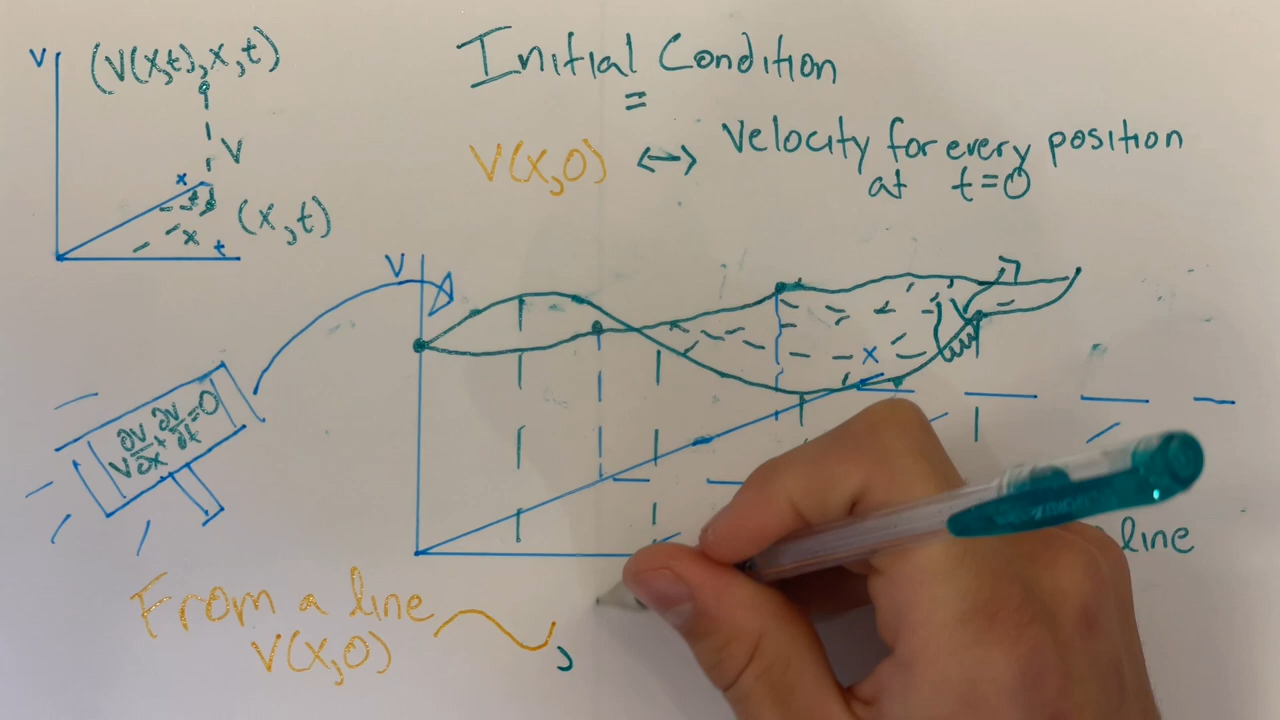 V
(V(x,t),x,t)
V
x
t
x
t
(x,t)
Initial Condition
=
V(x,0) ↔ Velocity for every position
at t=0
V
x
V ∂V/∂x + ∂V/∂t = 0
line
From a line
V(x,0)
,